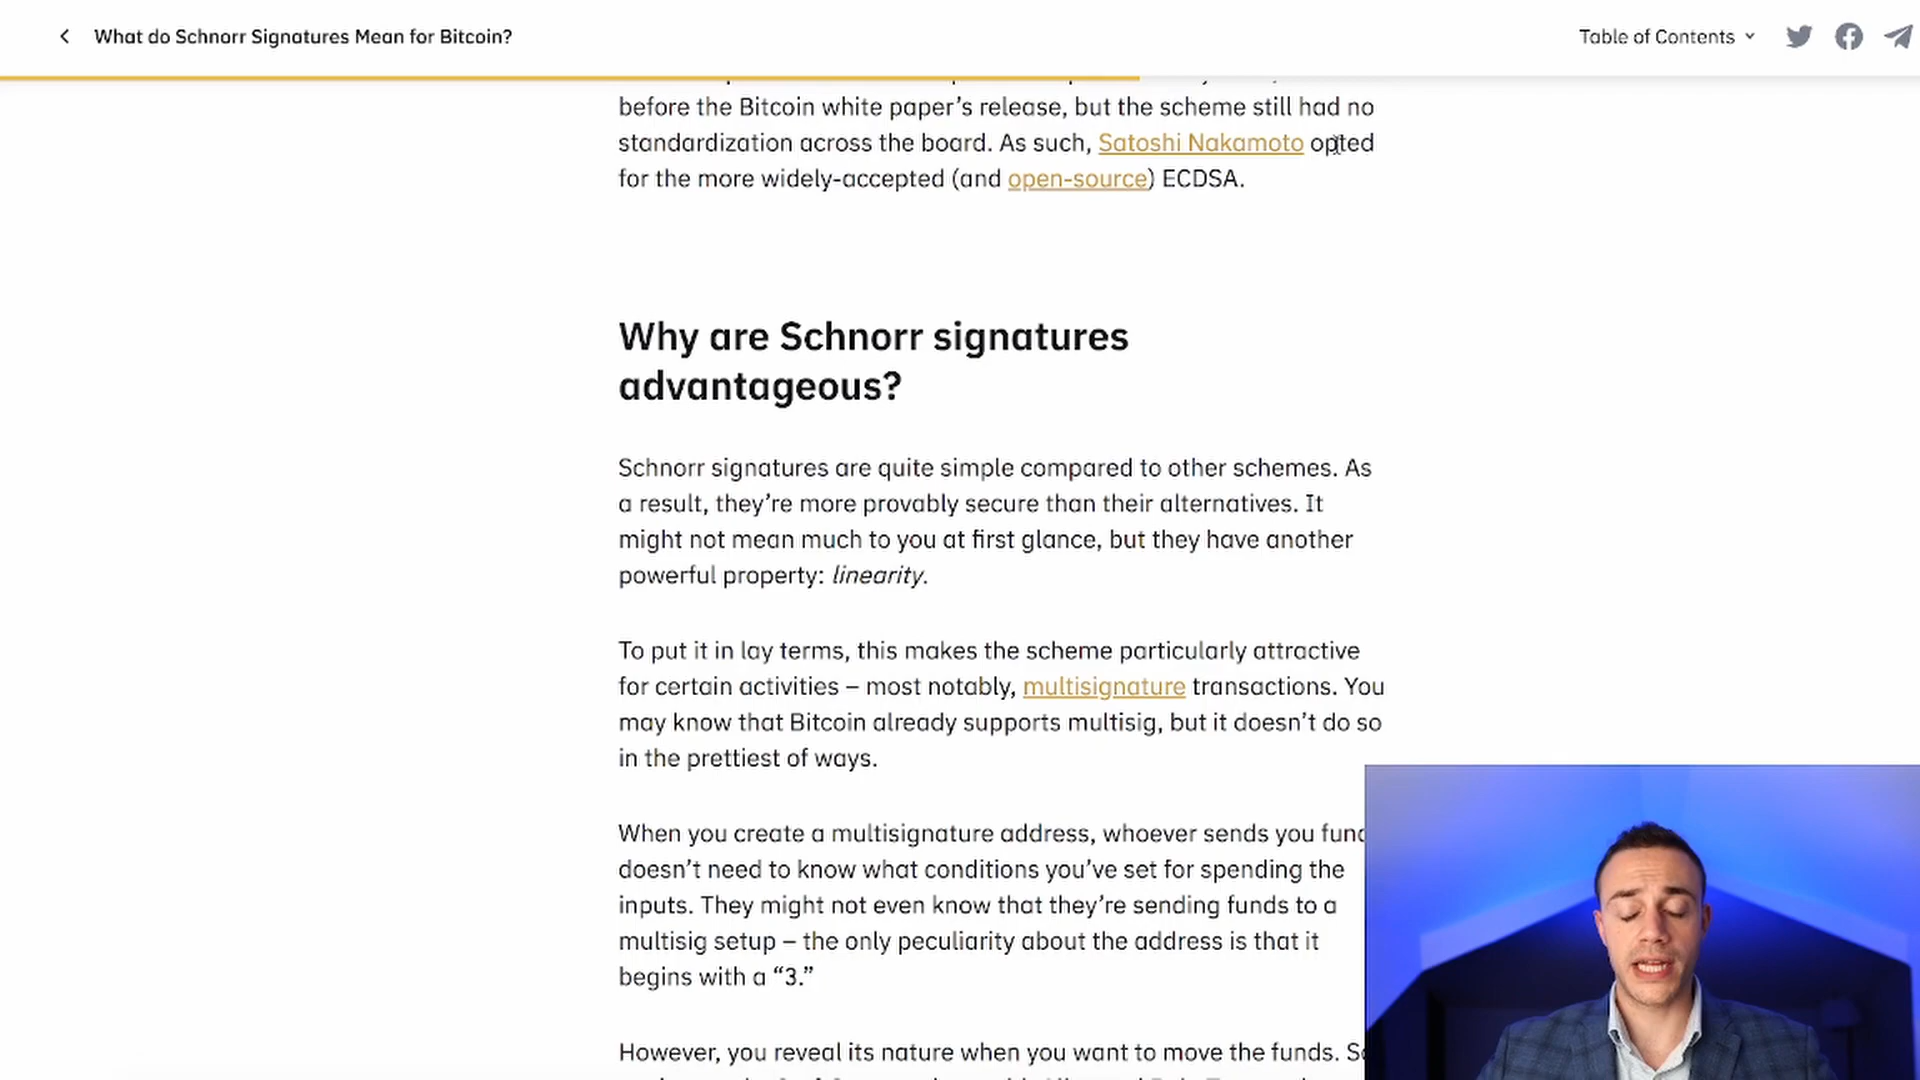 What do Schnorr Signatures Mean for Bitcoin?
Table of Contents
before the Bitcoin white paper’s release, but the scheme still had no
standardization across the board. As such, Satoshi Nakamoto opted
for the more widely-accepted (and open-source) ECDSA.
Why are Schnorr signatures
advantageous?
Schnorr signatures are quite simple compared to other schemes. As
a result, they’re more provably secure than their alternatives. It
might not mean much to you at first glance, but they have another
powerful property: linearity.
To put it in lay terms, this makes the scheme particularly attractive
for certain activities – most notably, multisignature transactions. You
may know that Bitcoin already supports multisig, but it doesn’t do so
in the prettiest of ways.
When you create a multisignature address, whoever sends you
doesn’t need to know what conditions you’ve set for spending the
inputs. They might not even know that they’re sending funds to a
multisig setup – the only peculiarity about the address is that it
begins with a “3.”
However, you reveal its nature when you want to move the funds.